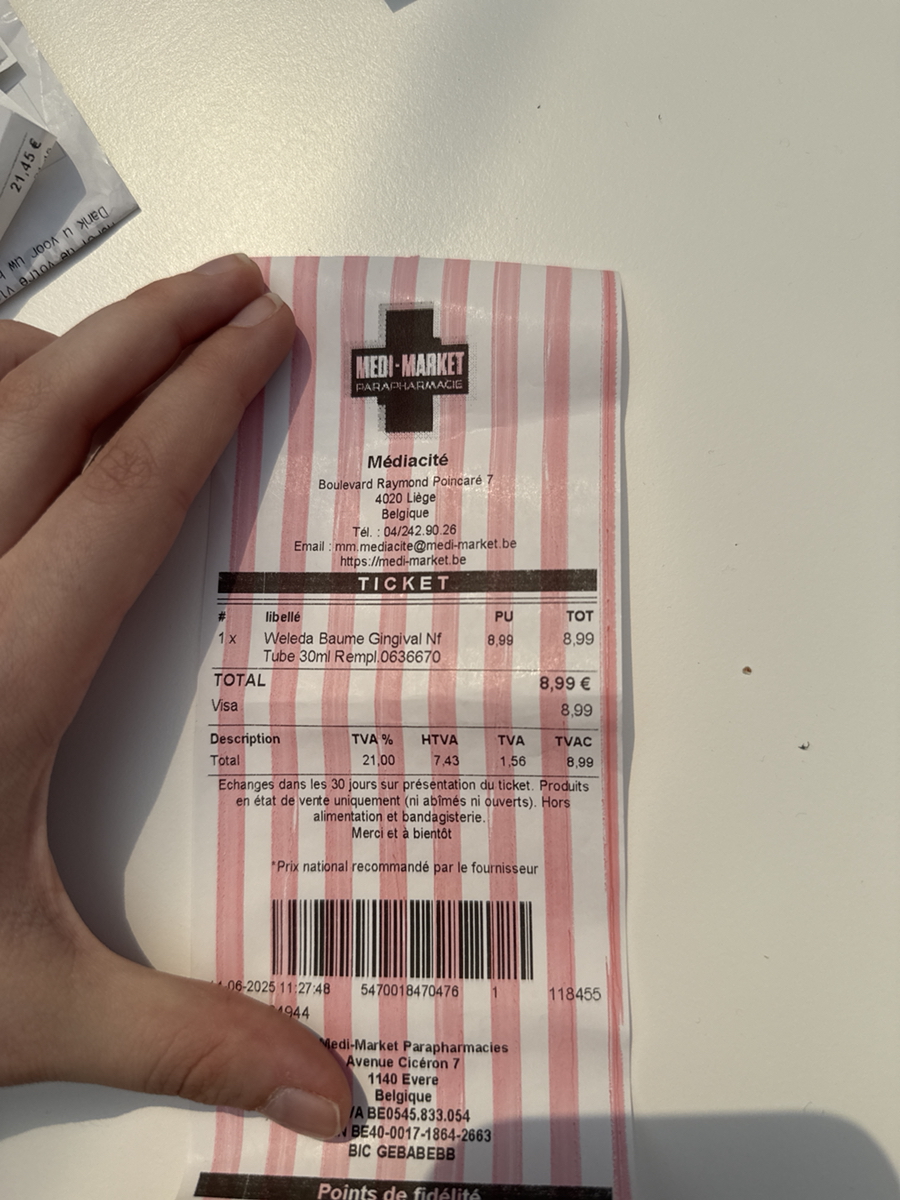 21,45 €
Dank u voor uw
MEDI-MARKET
PARAPHARMACIE
Médiacité
Boulevard Raymond Poincaré 7
4020 Liège
Belgique
Tél. : 04/242.90.26
Email : mm.mediacite@medi-market.be
https://medi-market.be
TICKET
# libellé PU TOT
1 x Weleda Baume Gingival Nf 8,99 8,99
Tube 30ml Rempl.0636670
TOTAL 8,99 €
Visa 8,99
Description TVA % HTVA TVA TVAC
Total 21,00 7,43 1,56 8,99
Echanges dans les 30 jours sur présentation du ticket. Produits
en état de vente uniquement (ni abîmés ni ouverts). Hors
alimentation et bandagisterie.
Merci et à bientôt
*Prix national recommandé par le fournisseur
06-2025 11:27:48 5470018470476 1 118455
4944
Medi-Market Parapharmacies
Avenue Cicéron 7
1140 Evere
Belgique
BE0545.833.054
BE40-0017-1864-2663
BIC GEBABEBB
Points de fidélité